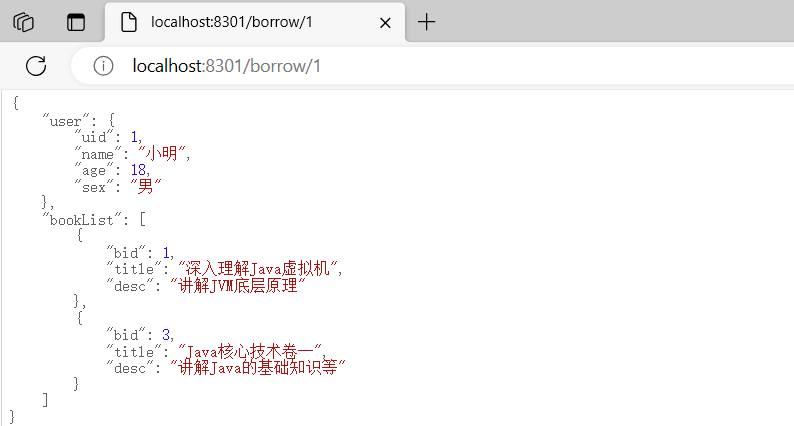 localhost:8301/borrow/1
localhost:8301/borrow/1
{
    "user": {
        "uid": 1,
        "name": "小明",
        "age": 18,
        "sex": "男"
    },
    "bookList": [
        {
            "bid": 1,
            "title": "深入理解Java虚拟机",
            "desc": "讲解JVM底层原理"
        },
        {
            "bid": 3,
            "title": "Java核心技术卷一",
            "desc": "讲解Java的基础知识等"
        }
    ]
}